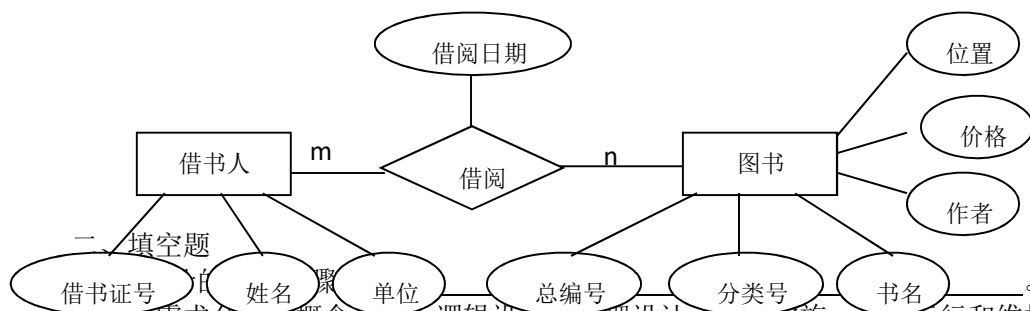 借阅日期
位置
价格
借书人
m
借阅
n
图书
作者
二、填空题
借书证号
姓名
骤
单位
总编号
分类号
书名
。